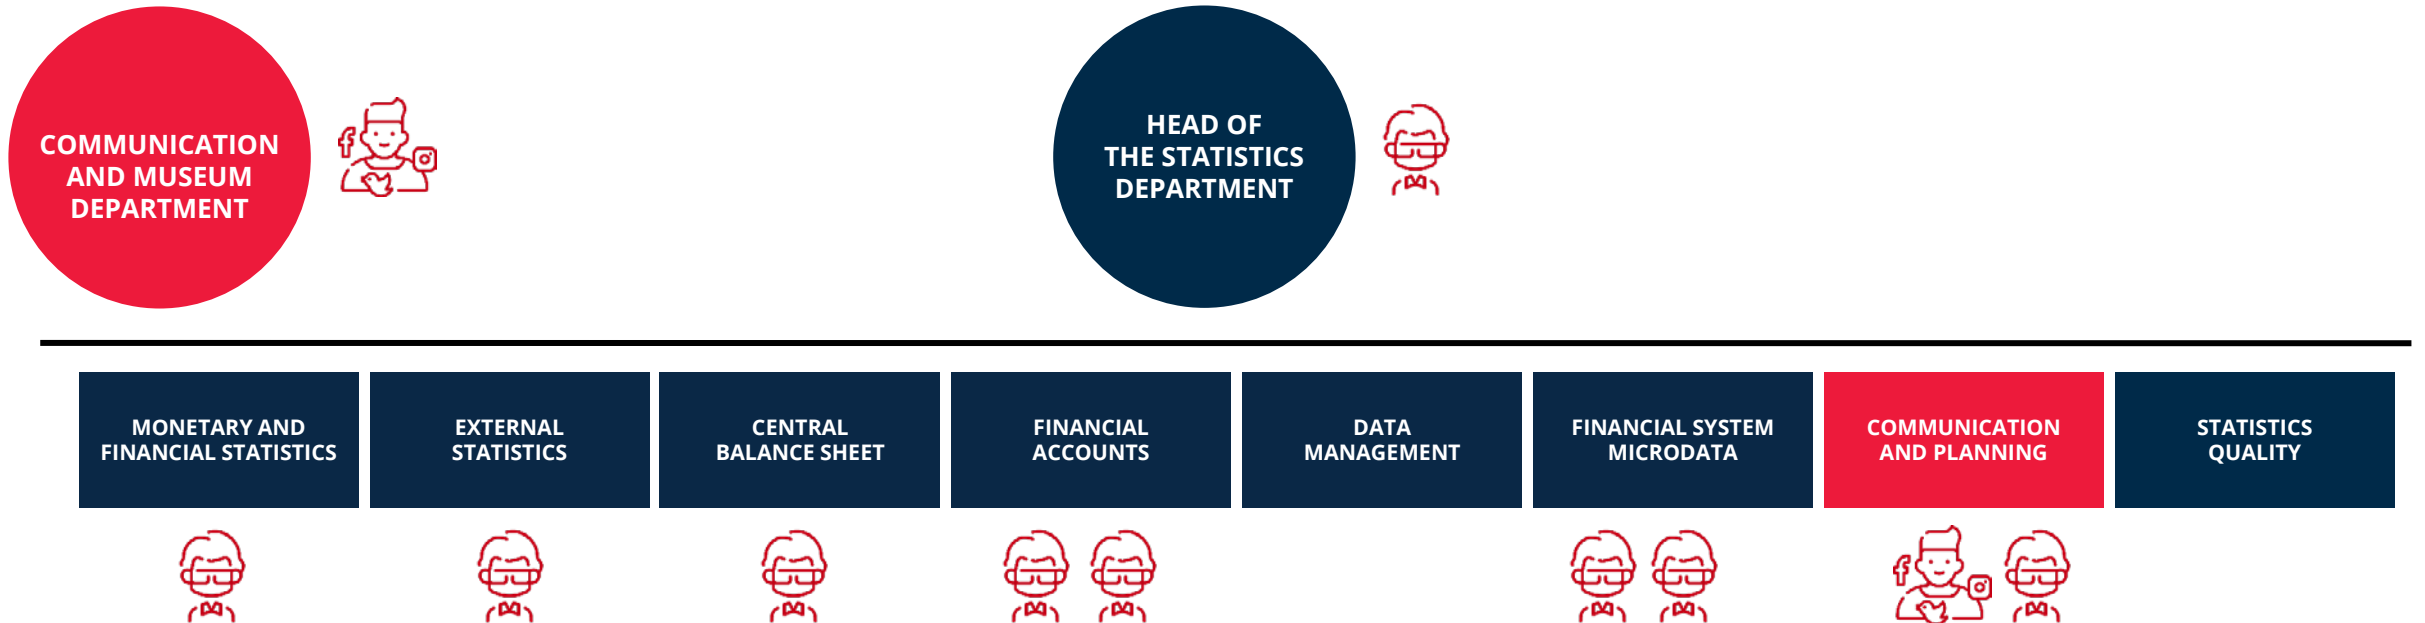 COMMUNICATION
AND MUSEUM
DEPARTMENT
HEAD OF
THE STATISTICS
DEPARTMENT
MONETARY AND
FINANCIAL STATISTICS
EXTERNAL
STATISTICS
CENTRAL
BALANCE SHEET
FINANCIAL
ACCOUNTS
DATA
MANAGEMENT
FINANCIAL SYSTEM
MICRODATA
COMMUNICATION
AND PLANNING
STATISTICS
QUALITY